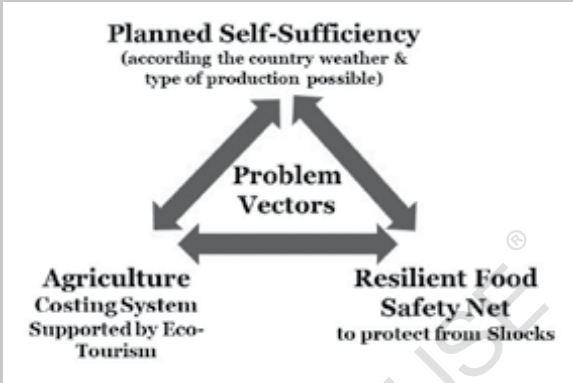 Planned Self-Sufficiency
(according the country weather &
type of production possible)
Problem
Vectors
Agriculture
Costing System
Supported by Eco-
Tourism
Resilient Food
Safety Net
to protect from Shocks
®
USE